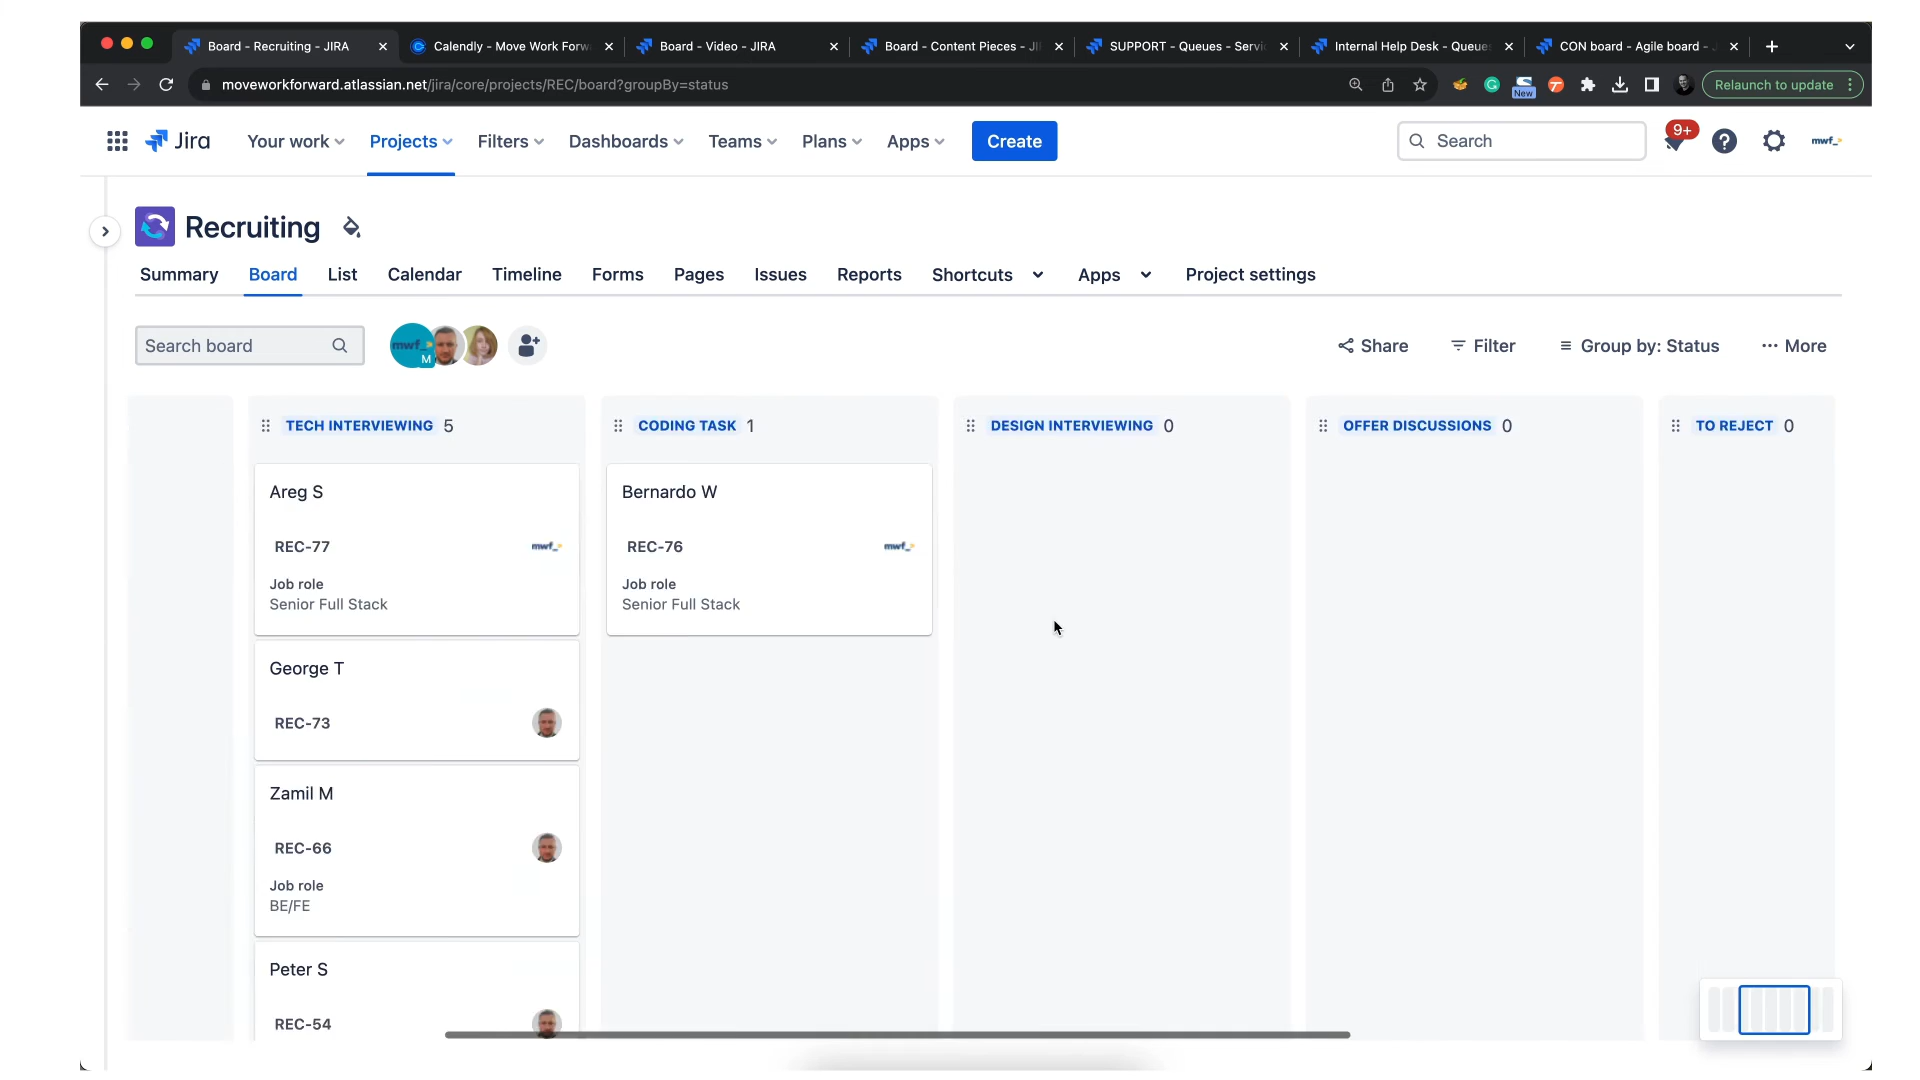 Board - Recruiting - JIRA
Calendly - Move Work Forw
Board - Video - JIRA
Board - Content Pieces - JI
SUPPORT - Queues - Servi
Internal Help Desk - Queue
CON board - Agile board -
moveworkforward.atlassian.net/jira/core/projects/REC/board?groupBy=status
New
Relaunch to update
Jira
Your work
Projects
Filters
Dashboards
Teams
Plans
Apps
Create
Search
9+
mwf_>
Recruiting
Summary
Board
List
Calendar
Timeline
Forms
Pages
Issues
Reports
Shortcuts
Apps
Project settings
Search board
mwf_>
M
Share
Filter
Group by: Status
More
TECH INTERVIEWING 5
CODING TASK 1
DESIGN INTERVIEWING 0
OFFER DISCUSSIONS 0
TO REJECT 0
Areg S
REC-77
mwf_>
Job role
Senior Full Stack
Bernardo W
REC-76
mwf_>
Job role
Senior Full Stack
George T
REC-73
Zamil M
REC-66
Job role
BE/FE
Peter S
REC-54